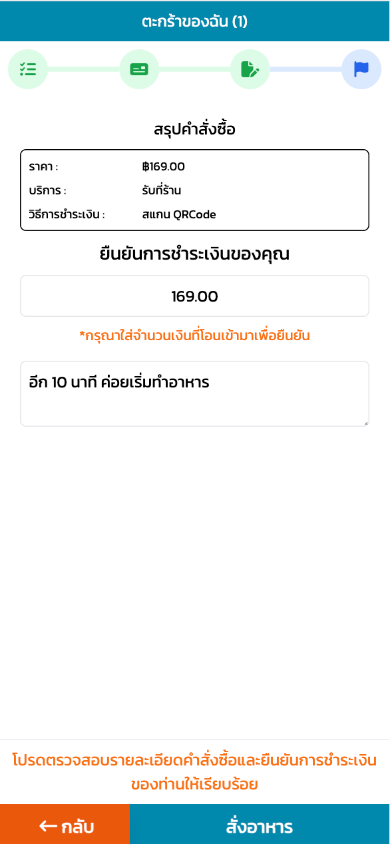 ตะกร้าของฉัน (1)
สรุปคำสั่งซื้อ
ราคา : ฿169.00
บริการ : รับที่ร้าน
วิธีการชำระเงิน : สแกน QRCode
ยืนยันการชำระเงินของคุณ
169.00
*กรุณาใส่จำนวนเงินที่โอนเข้ามาเพื่อยืนยัน
อีก 10 นาที ค่อยเริ่มทำอาหาร
โปรดตรวจสอบรายละเอียดคำสั่งซื้อและยืนยันการชำระเงิน
ของท่านให้เรียบร้อย
← กลับ
สั่งอาหาร